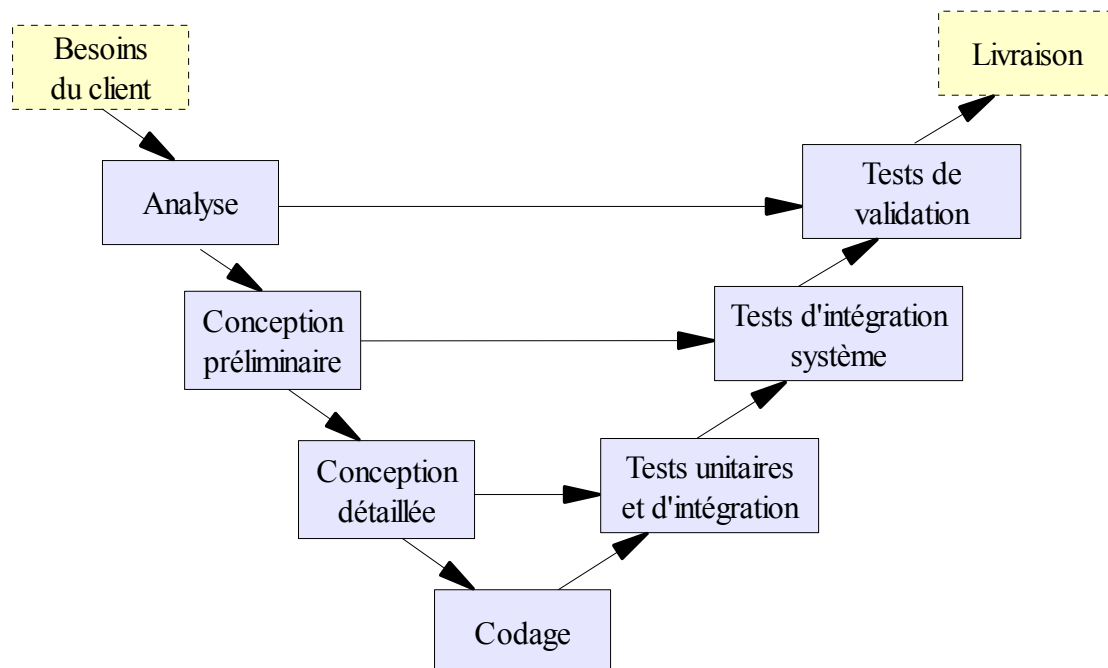 Besoins
du client
Livraison
Analyse
Tests de
validation
Conception
préliminaire
Tests d'intégration
système
Conception
détaillée
Tests unitaires
et d'intégration
Codage